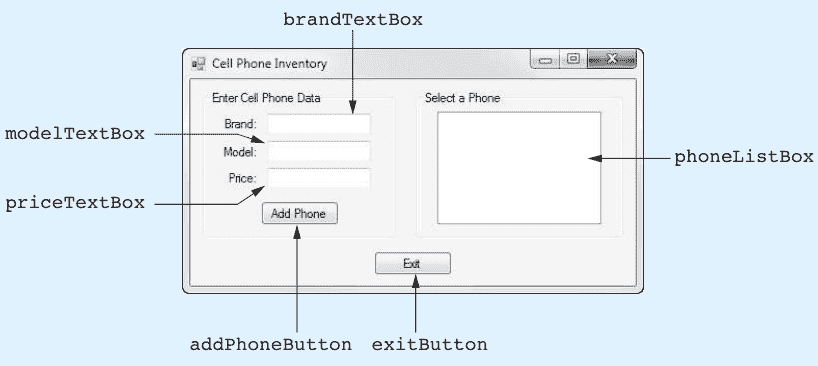 brandTextBox
Cell Phone Inventory
Enter Cell Phone Data
Select a Phone
Brand:
modelTextBox
Model:
phoneListBox
Price:
priceTextBox
Add Phone
Exit
addPhoneButton
exitButton